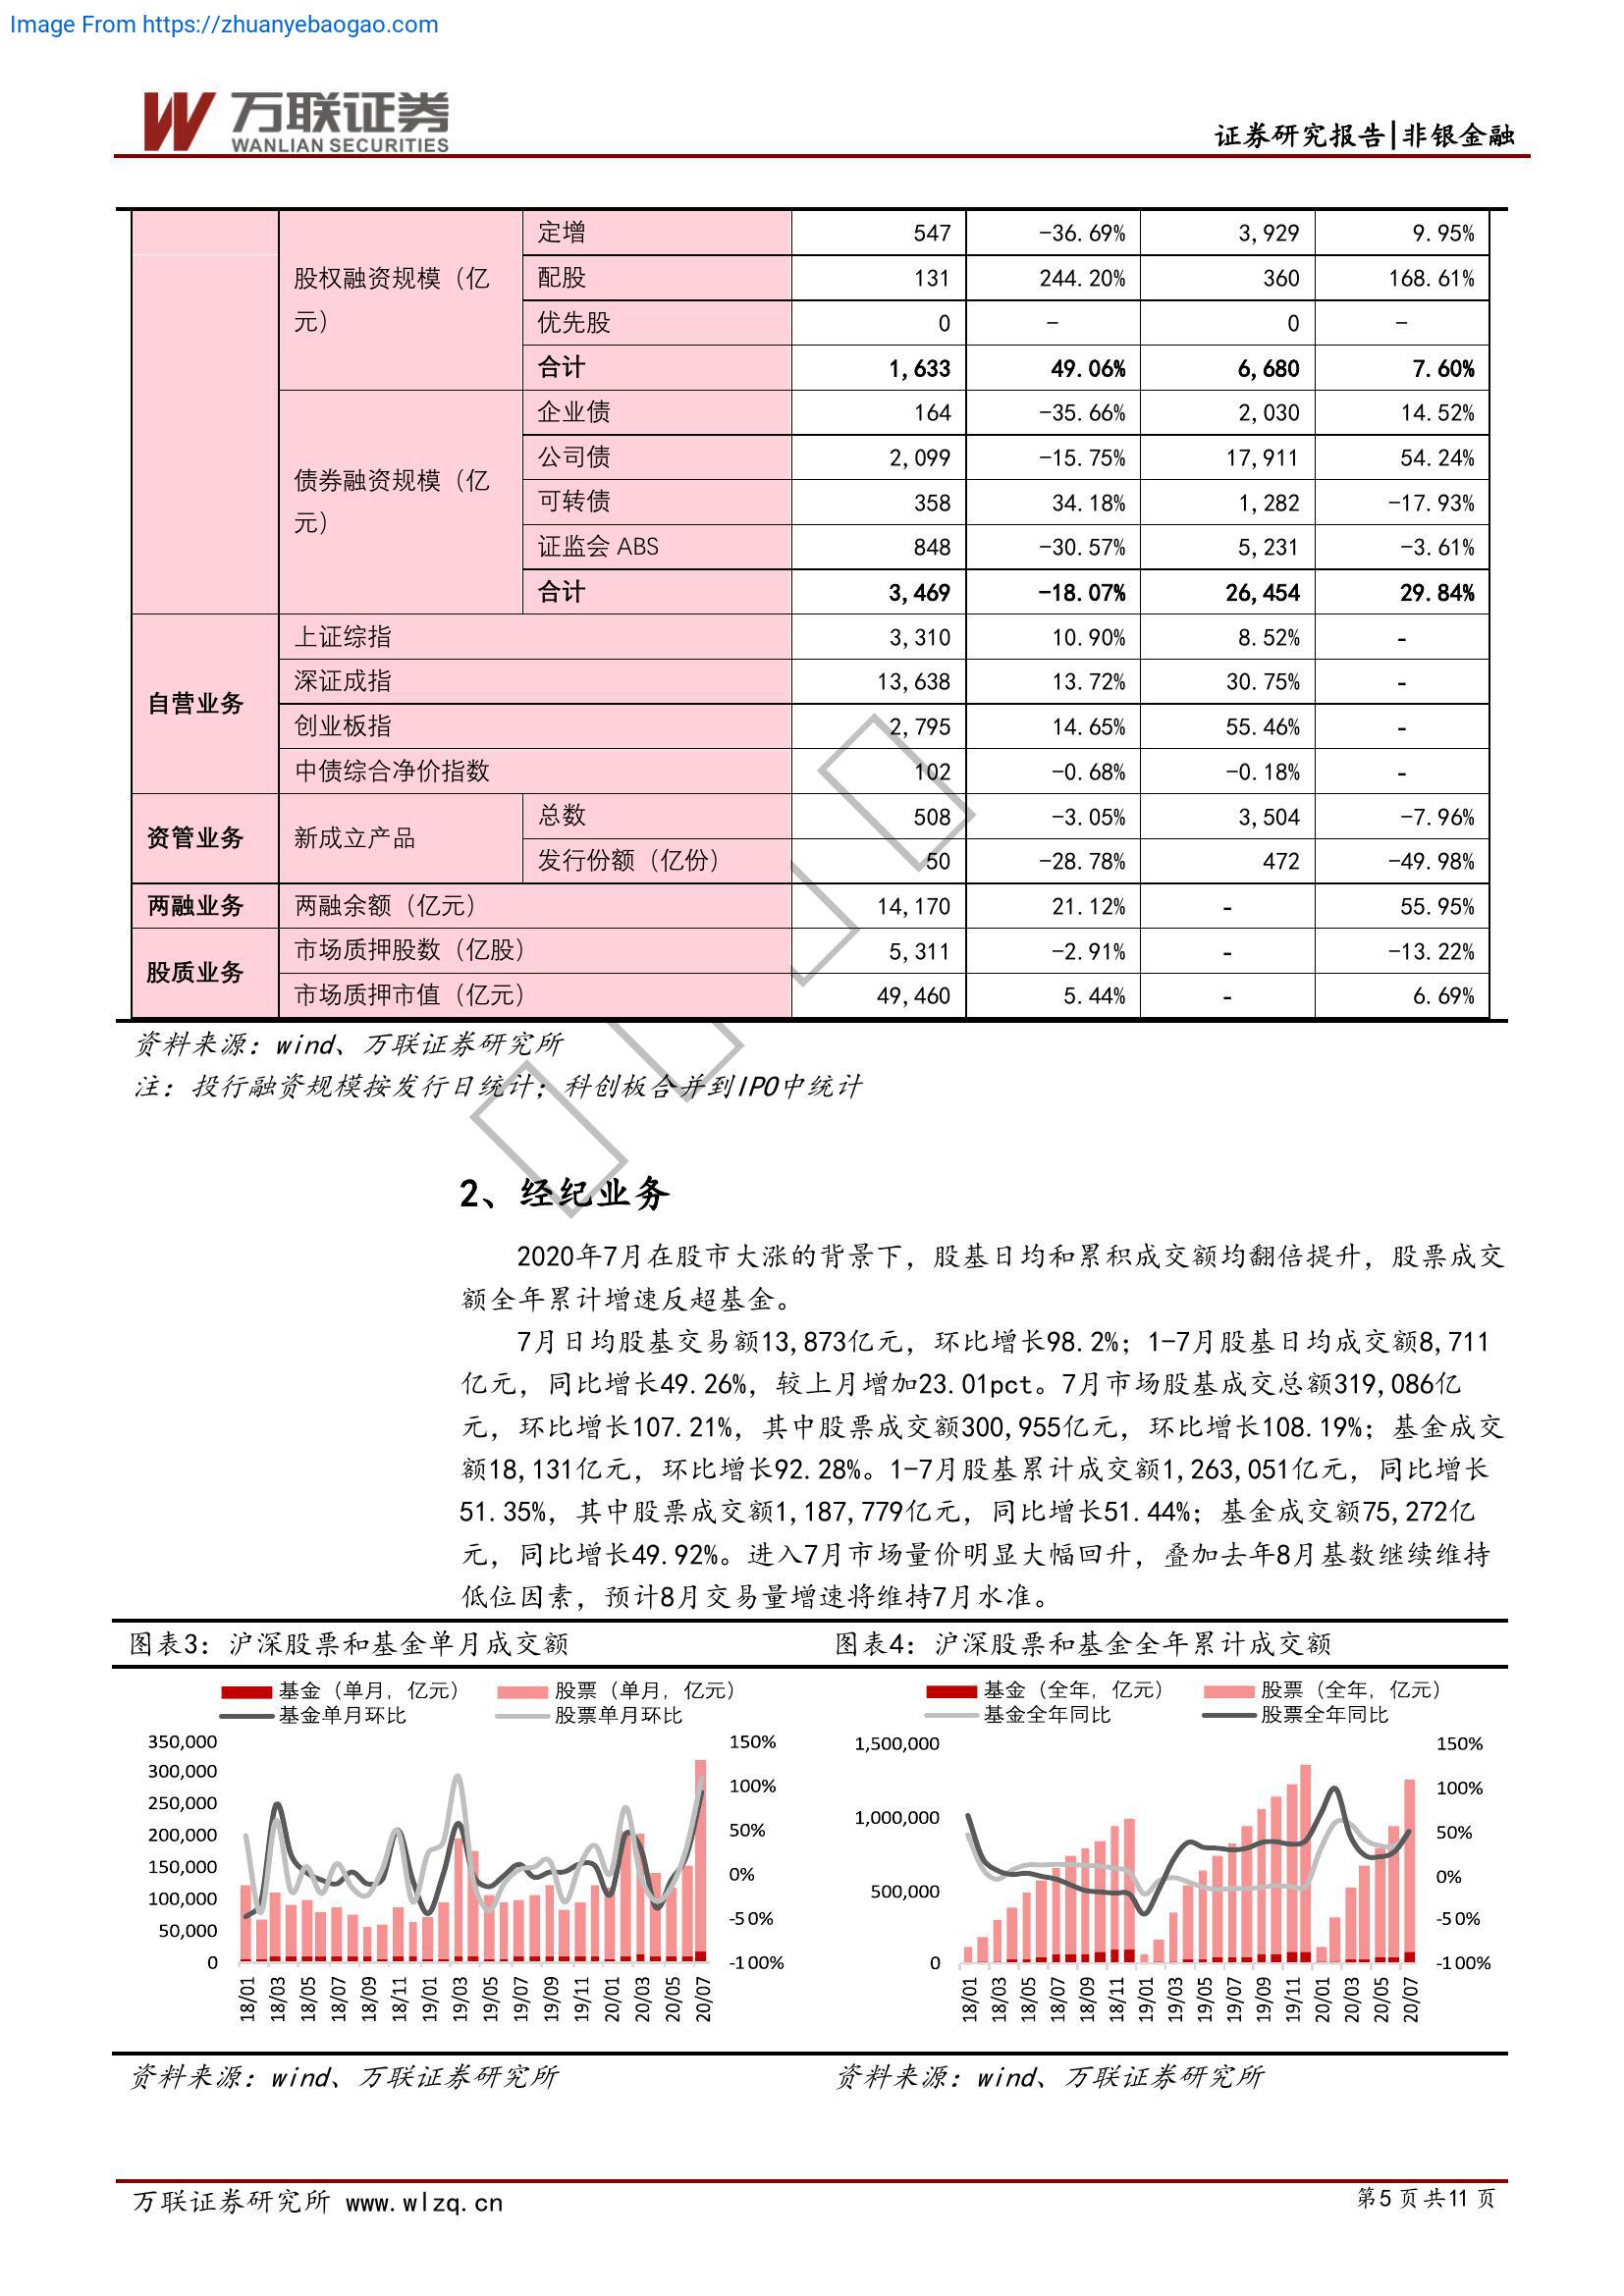 Image From https://zhuanyebaogao.com
万联证券
WANLIAN SECURITIES
证券研究报告|非银金融
股权融资规模（亿元） 定增 547 -36.69% 3,929 9.95%
配股 131 244.20% 360 168.61%
优先股 0 - 0 -
合计 1,633 49.06% 6,680 7.60%
债券融资规模（亿元） 企业债 164 -35.66% 2,030 14.52%
公司债 2,099 -15.75% 17,911 54.24%
可转债 358 34.18% 1,282 -17.93%
证监会 ABS 848 -30.57% 5,231 -3.61%
合计 3,469 -18.07% 26,454 29.84%
自营业务 上证综指 3,310 10.90% 8.52% -
深证成指 13,638 13.72% 30.75% -
创业板指 2,795 14.65% 55.46% -
中债综合净价指数 102 -0.68% -0.18% -
资管业务 新成立产品 总数 508 -3.05% 3,504 -7.96%
发行份额（亿份） 50 -28.78% 472 -49.98%
两融业务 两融余额（亿元） 14,170 21.12% - 55.95%
股质业务 市场质押股数（亿股） 5,311 -2.91% - -13.22%
市场质押市值（亿元） 49,460 5.44% - 6.69%
资料来源：wind、万联证券研究所
注：投行融资规模按发行日统计；科创板合并到IPO中统计
2、经纪业务
2020年7月在股市大涨的背景下，股基日均和累积成交额均翻倍提升，股票成交
额全年累计增速反超基金。
7月日均股基交易额13,873亿元，环比增长98.2%；1-7月股基日均成交额8,711
亿元，同比增长49.26%，较上月增加23.01pct。7月市场股基成交总额319,086亿
元，环比增长107.21%，其中股票成交额300,955亿元，环比增长108.19%；基金成交
额18,131亿元，环比增长92.28%。1-7月股基累计成交额1,263,051亿元，同比增长
51.35%，其中股票成交额1,187,779亿元，同比增长51.44%；基金成交额75,272亿
元，同比增长49.92%。进入7月市场量价明显大幅回升，叠加去年8月基数继续维持
低位因素，预计8月交易量增速将维持7月水准。
图表3：沪深股票和基金单月成交额
基金（单月，亿元） 股票（单月，亿元）
基金单月环比 股票单月环比
350,000 150%
300,000
250,000 100%
200,000 50%
150,000 0%
100,000
50,000 -50%
0 -100%
18/01 18/03 18/05 18/07 18/09 18/11 19/01 19/03 19/05 19/07 19/09 19/11 20/01 20/03 20/05 20/07
资料来源：wind、万联证券研究所
图表4：沪深股票和基金全年累计成交额
基金（全年，亿元） 股票（全年，亿元）
基金全年同比 股票全年同比
1,500,000 150%
100%
1,000,000
50%
0%
500,000
-50%
0 -100%
18/01 18/03 18/05 18/07 18/09 18/11 19/01 19/03 19/05 19/07 19/09 19/11 20/01 20/03 20/05 20/07
资料来源：wind、万联证券研究所
万联证券研究所 www.wlzq.cn
第5页共11页